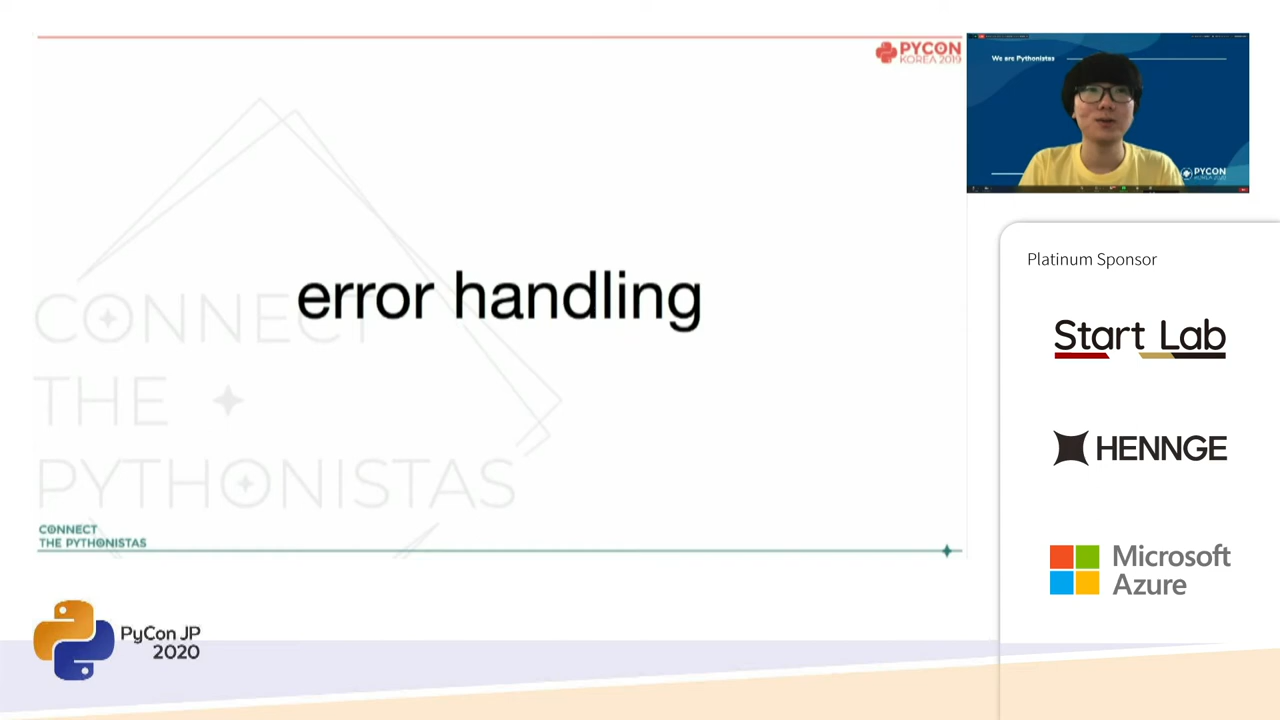 PYCON
KOREA 2019
We are Pythonistas
PYCON
KOREA 2020
error handling
CONNECT
THE
PYTHONISTAS
CONNECT
THE PYTHONISTAS
Platinum Sponsor
Start Lab
HENNGE
Microsoft
Azure
PyCon JP
2020